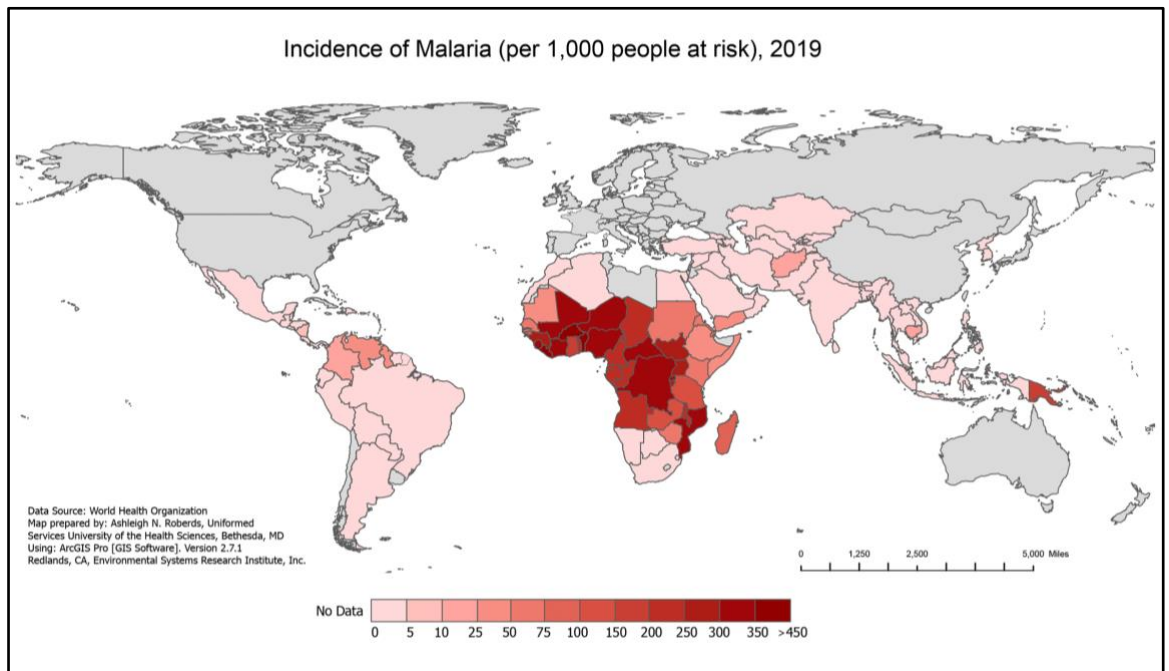 Incidence of Malaria (per 1,000 people at risk), 2019
Data Source: World Health Organization
Map prepared by: Ashleigh N. Roberds, Uniformed
Services University of the Health Sciences, Bethesda, MD
Using: ArcGIS Pro [GIS Software]. Version 2.7.1
Redlands, CA, Environmental Systems Research Institute, Inc.
0 1,250 2,500 5,000 Miles
No Data
0 5 10 25 50 75 100 150 200 250 300 350 >450